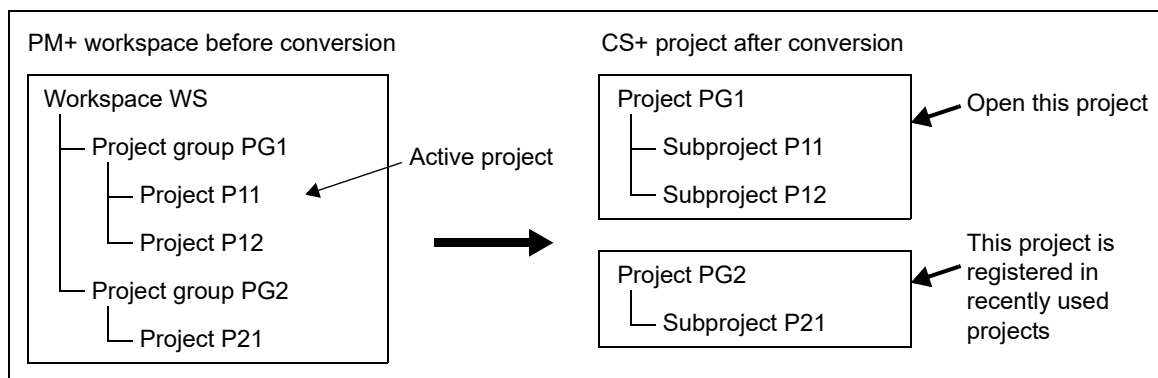 PM+ workspace before conversion
Workspace WS
Project group PG1
Project P11
Project P12
Project group PG2
Project P21
Active project
CS+ project after conversion
Project PG1
Subproject P11
Subproject P12
Open this project
Project PG2
Subproject P21
This project is
registered in
recently used
projects